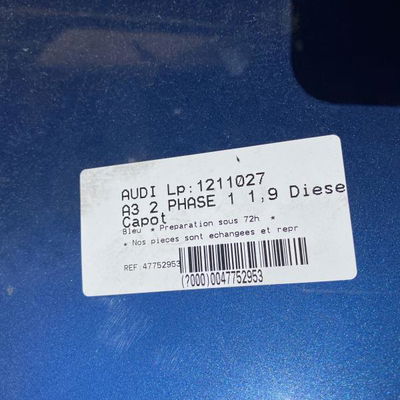 AUDI Lp:1211027
A3 2 PHASE 1 1,9 Diese
Capot
Bleu * Preparation sous 72h *
* Nos pieces sont echangees et repr
REF:47752953
(?000)0047752953